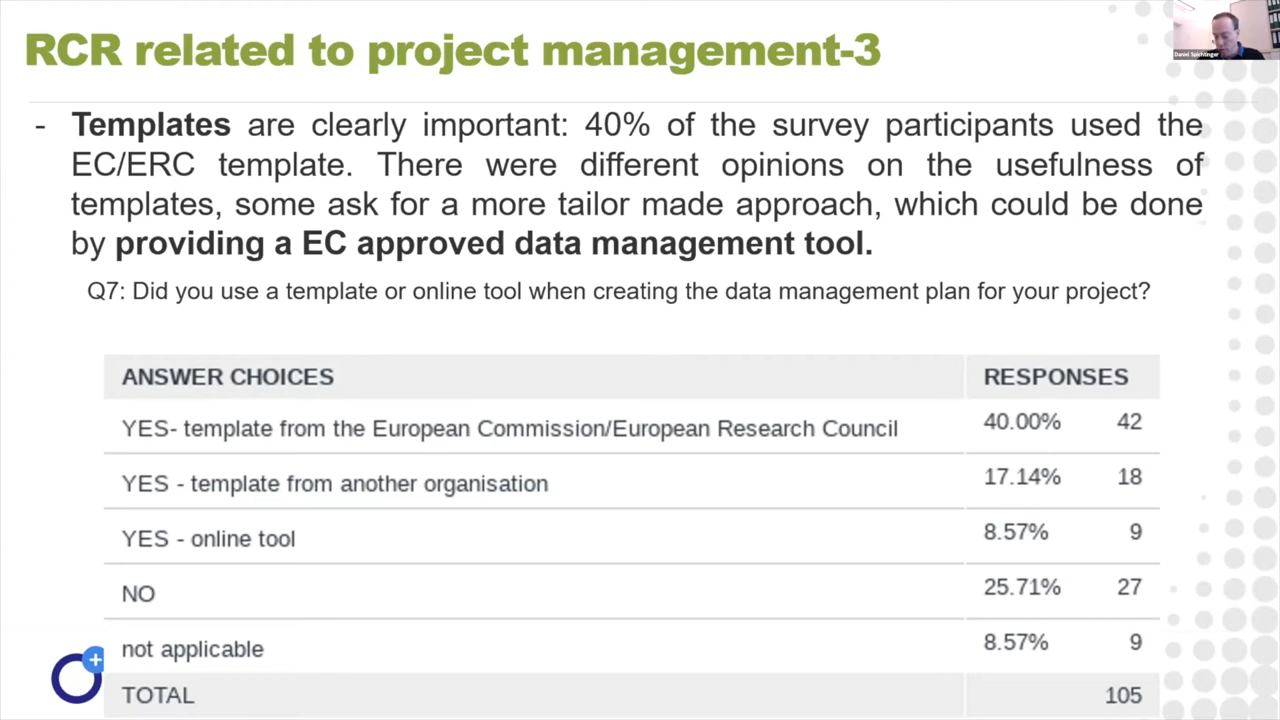 RCR related to project management-3
Daniel Spichtinger
- Templates are clearly important: 40% of the survey participants used the
EC/ERC template. There were different opinions on the usefulness of
templates, some ask for a more tailor made approach, which could be done
by providing a EC approved data management tool.
Q7: Did you use a template or online tool when creating the data management plan for your project?
ANSWER CHOICES RESPONSES
YES- template from the European Commission/European Research Council 40.00% 42
YES - template from another organisation 17.14% 18
YES - online tool 8.57% 9
NO 25.71% 27
not applicable 8.57% 9
TOTAL 105